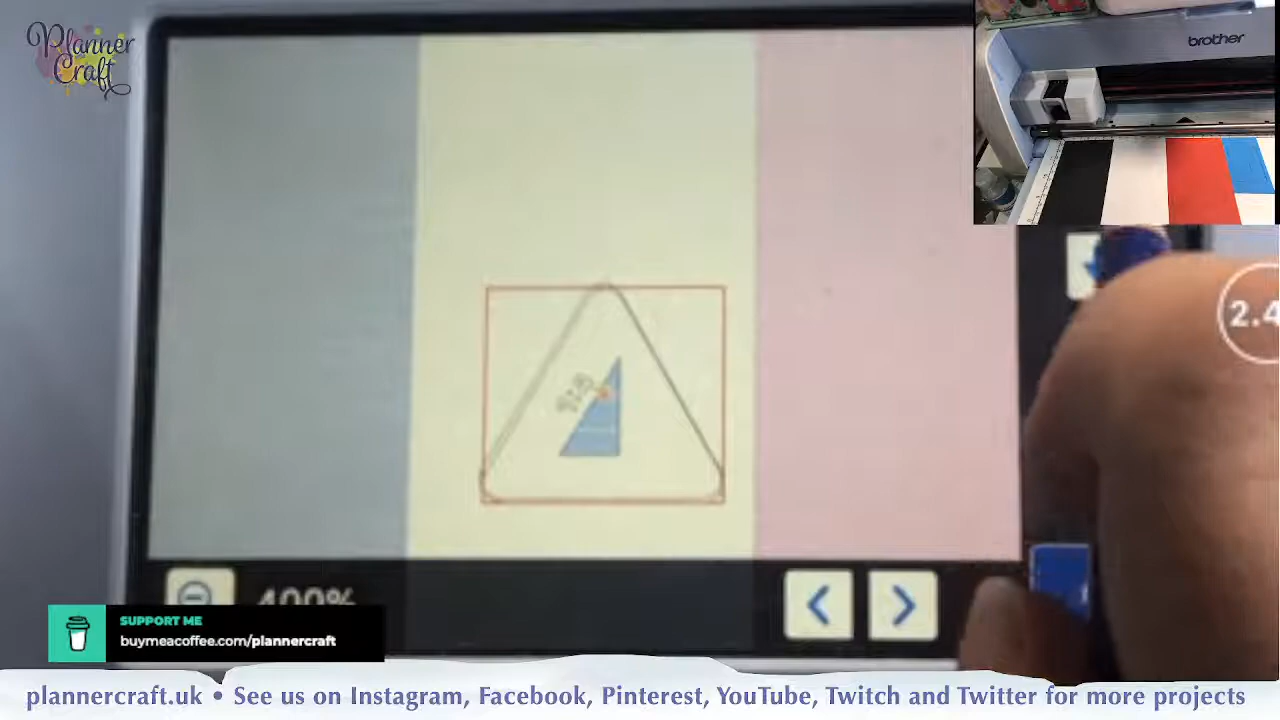 Planner
Craft
brother
2.4
400%
SUPPORT ME
buymeacoffee.com/plannercraft
plannercraft.uk • See us on Instagram, Facebook, Pinterest, YouTube, Twitch and Twitter for more projects